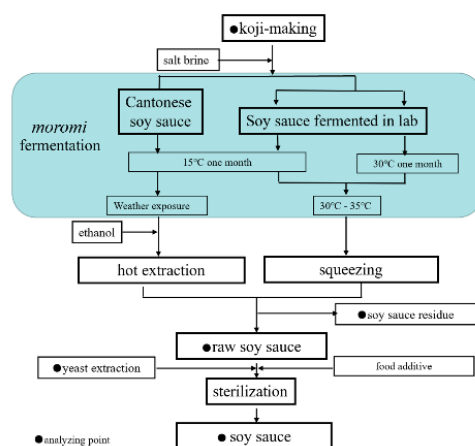 ●koji-making
salt brine
Cantonese
soy sauce
Soy sauce fermented in lab
moromi
fermentation
15℃ one month
30℃ one month
Weather exposure
30℃ - 35℃
ethanol
hot extraction
squeezing
●soy sauce residue
●raw soy sauce
●yeast extraction
food additive
sterilization
● soy sauce
●analyzing point